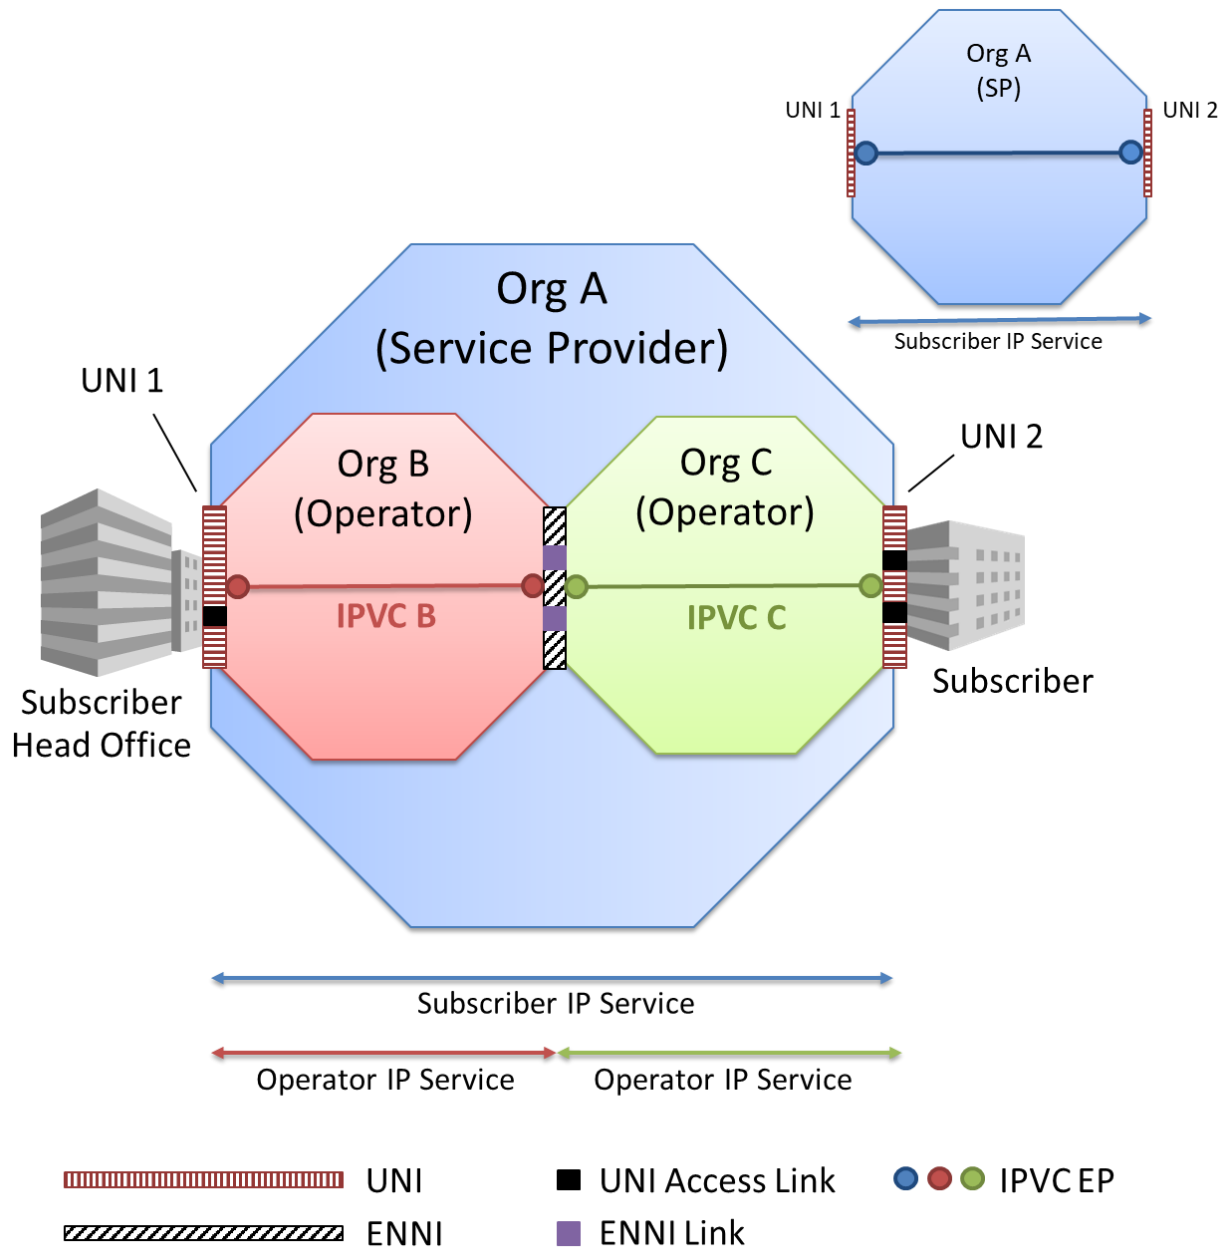 Org A
(SP)
UNI 1
UNI 2
Subscriber IP Service
Org A
(Service Provider)
UNI 1
UNI 2
Org B
(Operator)
Org C
(Operator)
IPVC B
IPVC C
Subscriber
Head Office
Subscriber
Subscriber IP Service
Operator IP Service
Operator IP Service
UNI
UNI Access Link
IPVC EP
ENNI
ENNI Link